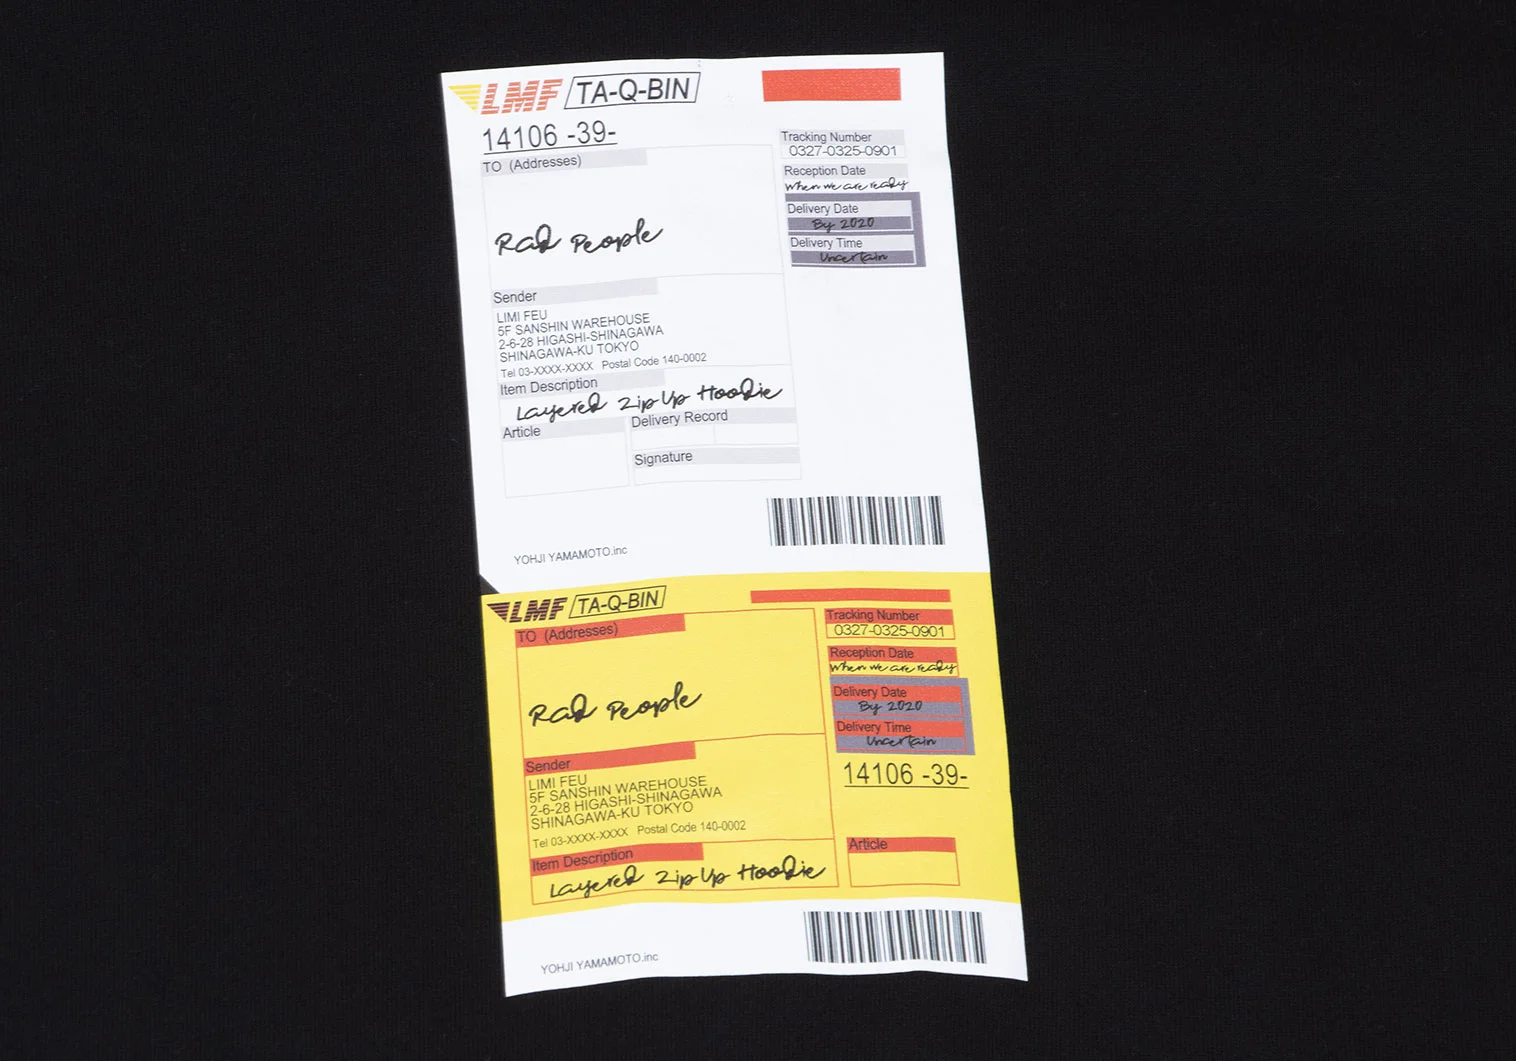 LMF TA-Q-BIN
14106 -39-
TO (Addresses)
Rad People
Tracking Number
0327-0325-0901
Reception Date
When we are ready
Delivery Date
By 2020
Delivery Time
Uncertain
Sender
LIMI FEU
5F SANSHIN WAREHOUSE
2-6-28 HIGASHI-SHINAGAWA
SHINAGAWA-KU TOKYO
Tel 03-XXXX-XXXX Postal Code 140-0002
Item Description
Layered Zip Up Hoodie
Article
Delivery Record
Signature
YOHJI YAMAMOTO.inc
LMF TA-Q-BIN
TO (Addresses)
Rad People
Tracking Number
0327-0325-0901
Reception Date
When we are ready
Delivery Date
By 2020
Delivery Time
Uncertain
14106 -39-
Sender
LIMI FEU
5F SANSHIN WAREHOUSE
2-6-28 HIGASHI-SHINAGAWA
SHINAGAWA-KU TOKYO
Tel 03-XXXX-XXXX Postal Code 140-0002
Item Description
Layered Zip Up Hoodie
Article
YOHJI YAMAMOTO.inc